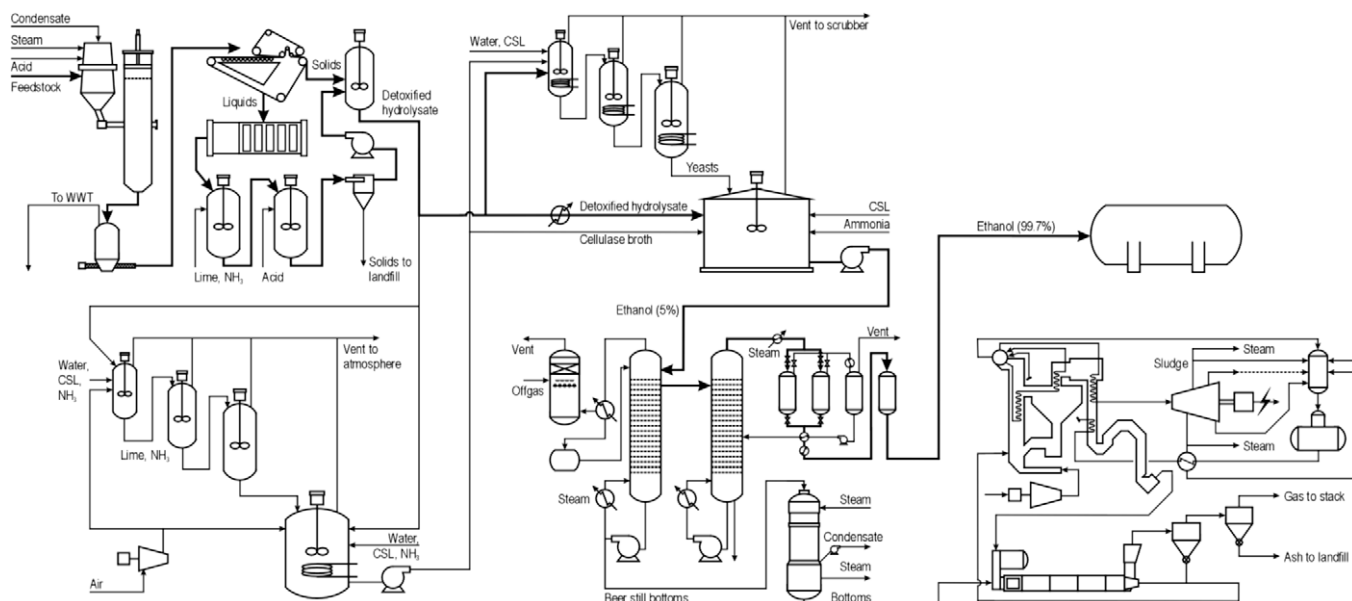 Condensate
Steam
Acid
Feedstock
To WWT
Solids
Liquids
Detoxified
hydrolysate
Lime, NH₃
Acid
Solids to
landfill
Water, CSL
Vent to scrubber
Yeasts
Detoxified hydrolysate
Cellulase broth
CSL
Ammonia
Ethanol (99.7%)
Ethanol (5%)
Water,
CSL,
NH₃
Vent to
atmosphere
Lime, NH₃
Water,
CSL, NH₃
Air
Vent
Offgas
Steam
Steam
Vent
Steam
Condensate
Steam
Bottoms
Beer still bottoms
Sludge
Steam
Steam
Gas to stack
Ash to landfill